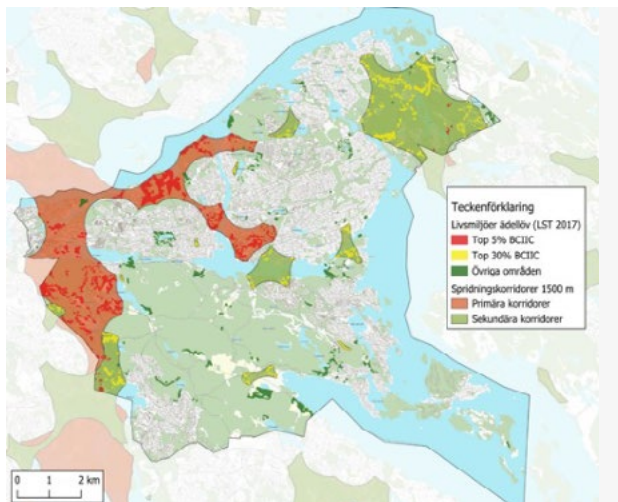 Teckenförklaring
Livsmiljöer ädellöv (LST 2017)
Top 5% BCIIC
Top 30% BCIIC
Övriga områden
Spridningskorridorer 1500 m
Primära korridorer
Sekundära korridorer
0 1 2 km